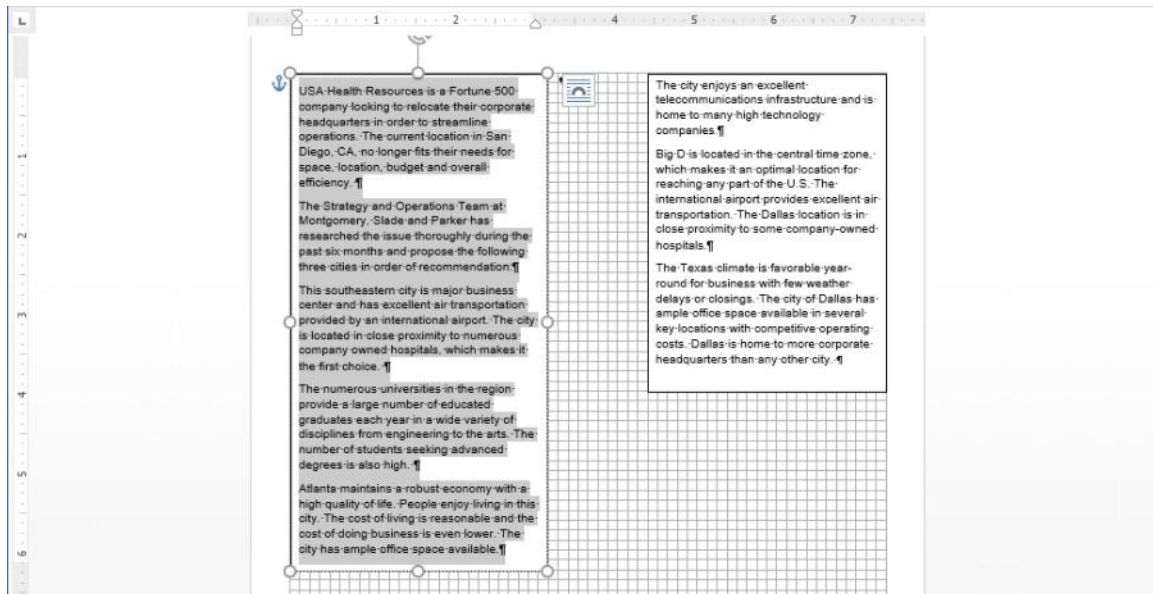 1 2 4 5 6 7
USA Health Resources is a Fortune 500
company looking to relocate their corporate
headquarters in order to streamline
operations. The current location in San
Diego, CA, no longer fits their needs for
space, location, budget and overall
efficiency. ¶
The Strategy and Operations Team at
Montgomery, Slade and Parker has
researched the issue thoroughly during the
past six months and propose the following
three cities in order of recommendation.¶
This southeastern city is major business
center and has excellent air transportation
provided by an international airport. The city
is located in close proximity to numerous
company owned hospitals, which makes it
the first choice. ¶
The numerous universities in the region
provide a large number of educated
graduates each year in a wide variety of
disciplines from engineering to the arts. The
number of students seeking advanced
degrees is also high. ¶
Atlanta maintains a robust economy with a
high quality of life. People enjoy living in this
city. The cost of living is reasonable and the
cost of doing business is even lower. The
city has ample office space available.¶
The city enjoys an excellent
telecommunications infrastructure and is
home to many high technology
companies.¶
Big D is located in the central time zone,
which makes it an optimal location for
reaching any part of the U.S. The
international airport provides excellent air
transportation. The Dallas location is in
close proximity to some company-owned
hospitals.¶
The Texas climate is favorable year-
round for business with few weather
delays or closings. The city of Dallas has
ample office space available in several
key locations with competitive operating
costs. Dallas is home to more corporate
headquarters than any other city. ¶
1
2
3
4
5
6